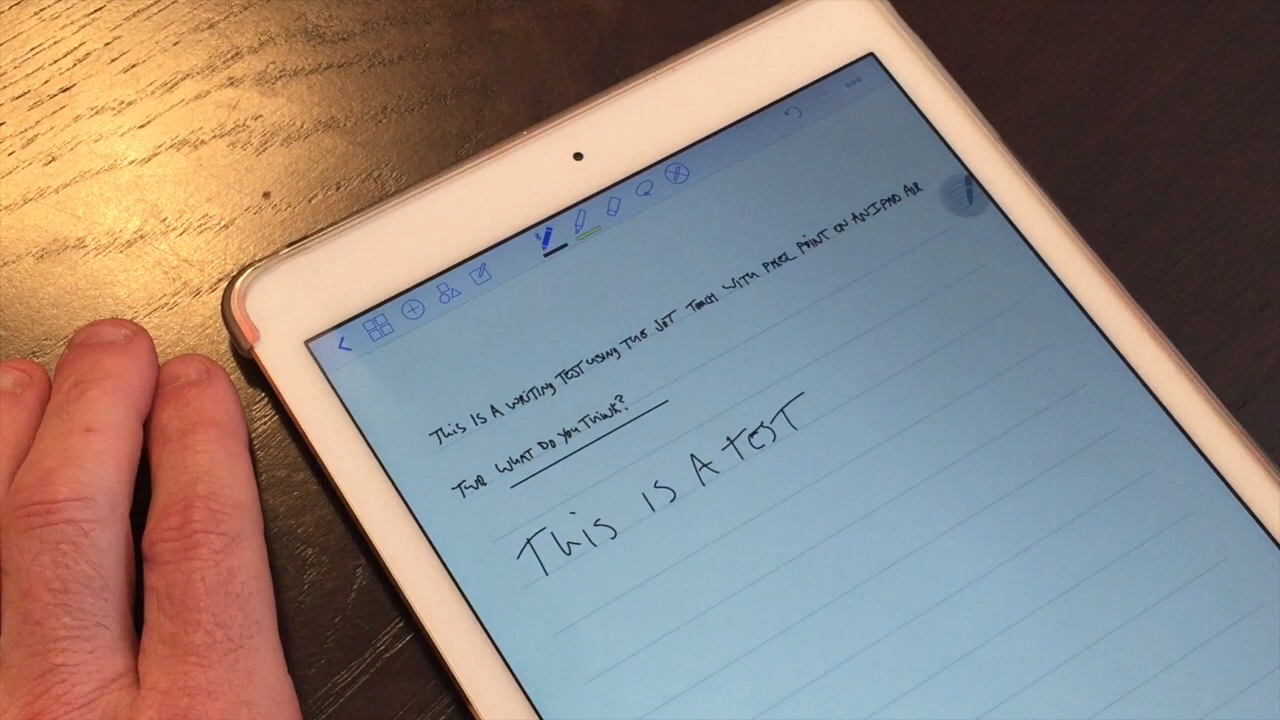 THis IS A WRITING TEST USING THE JOT TOUCH WITH PIXEL POINT ON AN IPAD AIR
TWO WHAT DO YOU THINK?
THis is A TEST